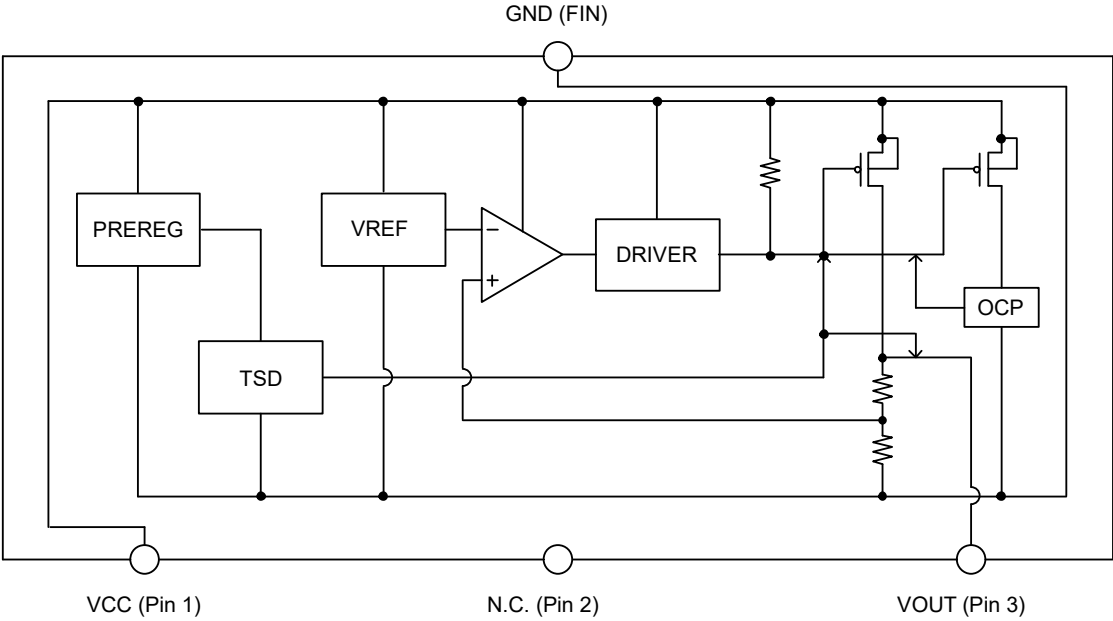 GND (FIN)
PREREG
VREF
−
+
DRIVER
OCP
TSD
VCC (Pin 1)
N.C. (Pin 2)
VOUT (Pin 3)